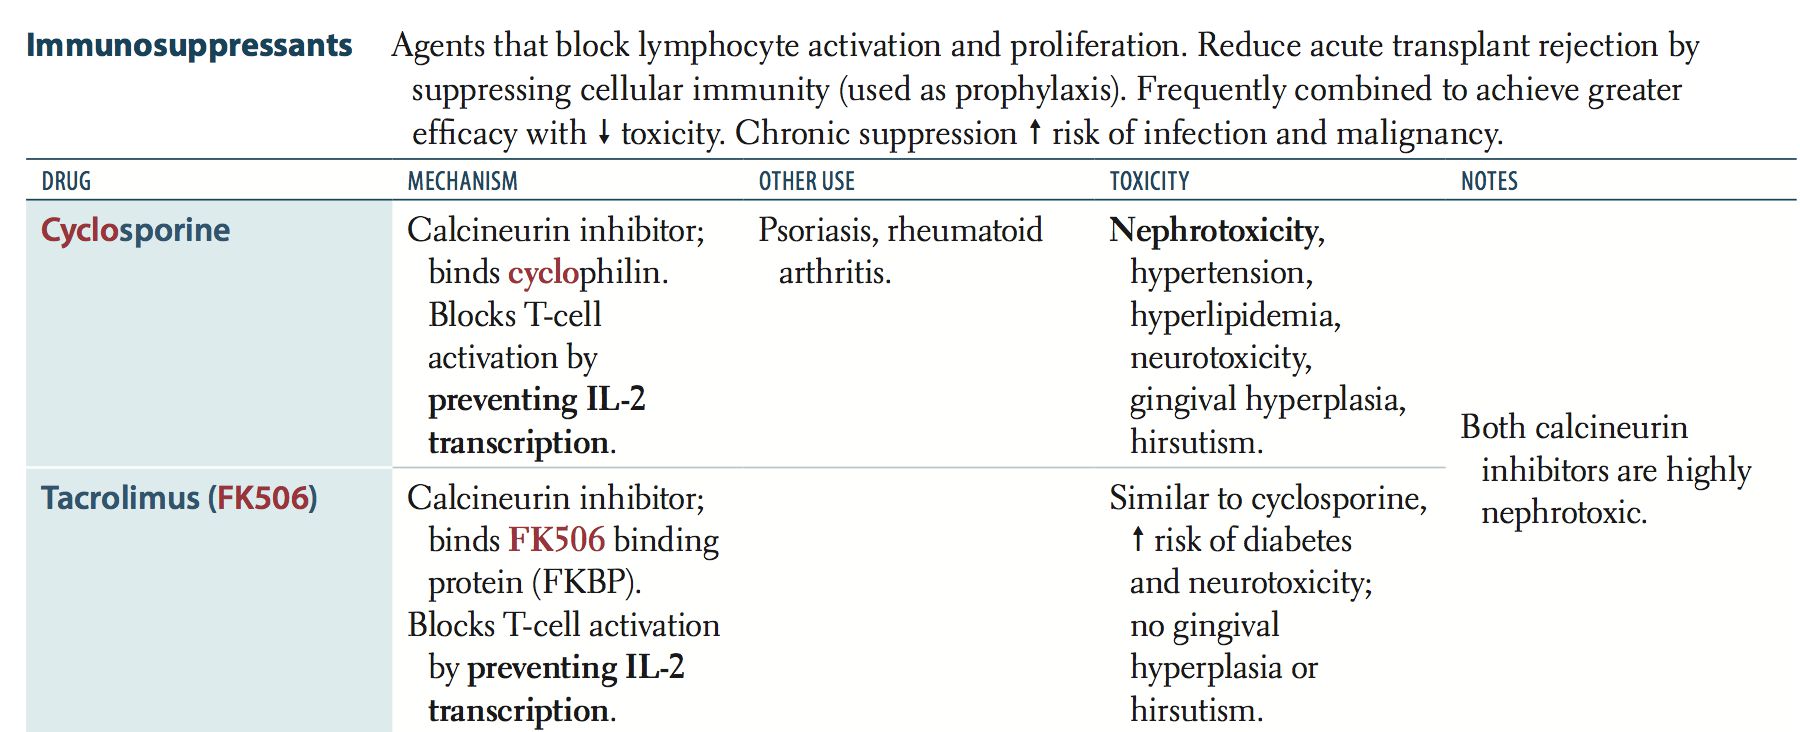 Immunosuppressants Agents that block lymphocyte activation and proliferation. Reduce acute transplant rejection by
suppressing cellular immunity (used as prophylaxis). Frequently combined to achieve greater
efficacy with ↓ toxicity. Chronic suppression ↑ risk of infection and malignancy.
DRUG MECHANISM OTHER USE TOXICITY NOTES
Cyclosporine
Calcineurin inhibitor;
binds cyclophilin.
Blocks T-cell
activation by
preventing IL-2
transcription.
Psoriasis, rheumatoid
arthritis.
Nephrotoxicity,
hypertension,
hyperlipidemia,
neurotoxicity,
gingival hyperplasia,
hirsutism.
Tacrolimus (FK506)
Calcineurin inhibitor;
binds FK506 binding
protein (FKBP).
Blocks T-cell activation
by preventing IL-2
transcription.
Similar to cyclosporine,
↑ risk of diabetes
and neurotoxicity;
no gingival
hyperplasia or
hirsutism.
Both calcineurin
inhibitors are highly
nephrotoxic.